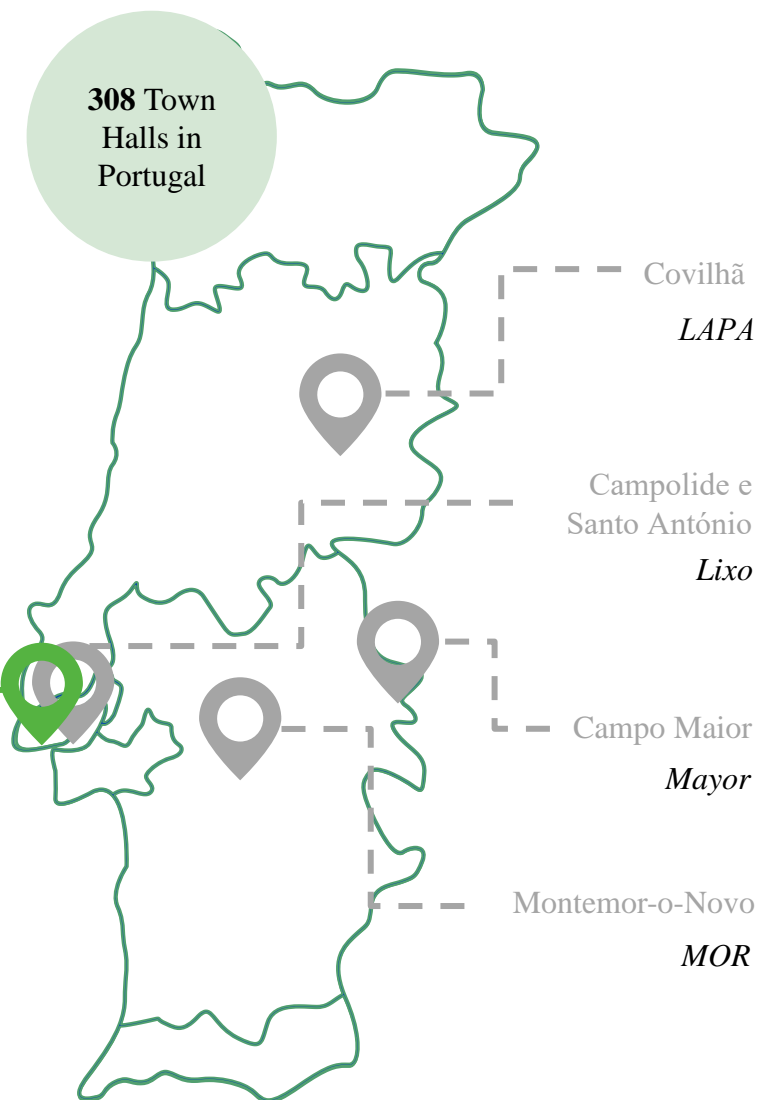 308 Town
Halls in
Portugal
Covilhã
LAPA
Campolide e
Santo António
Lixo
Campo Maior
Mayor
Montemor-o-Novo
MOR